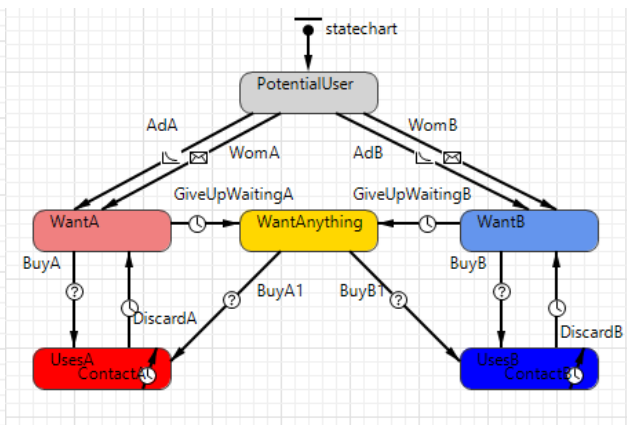 statechart
PotentialUser
AdA
WomB
WomA
AdB
GiveUpWaitingA
GiveUpWaitingB
WantA
WantAnything
WantB
BuyA
BuyB
?
?
BuyA1
BuyB1
?
?
DiscardA
DiscardB
UsesA
UsesB
ContactA
ContactB